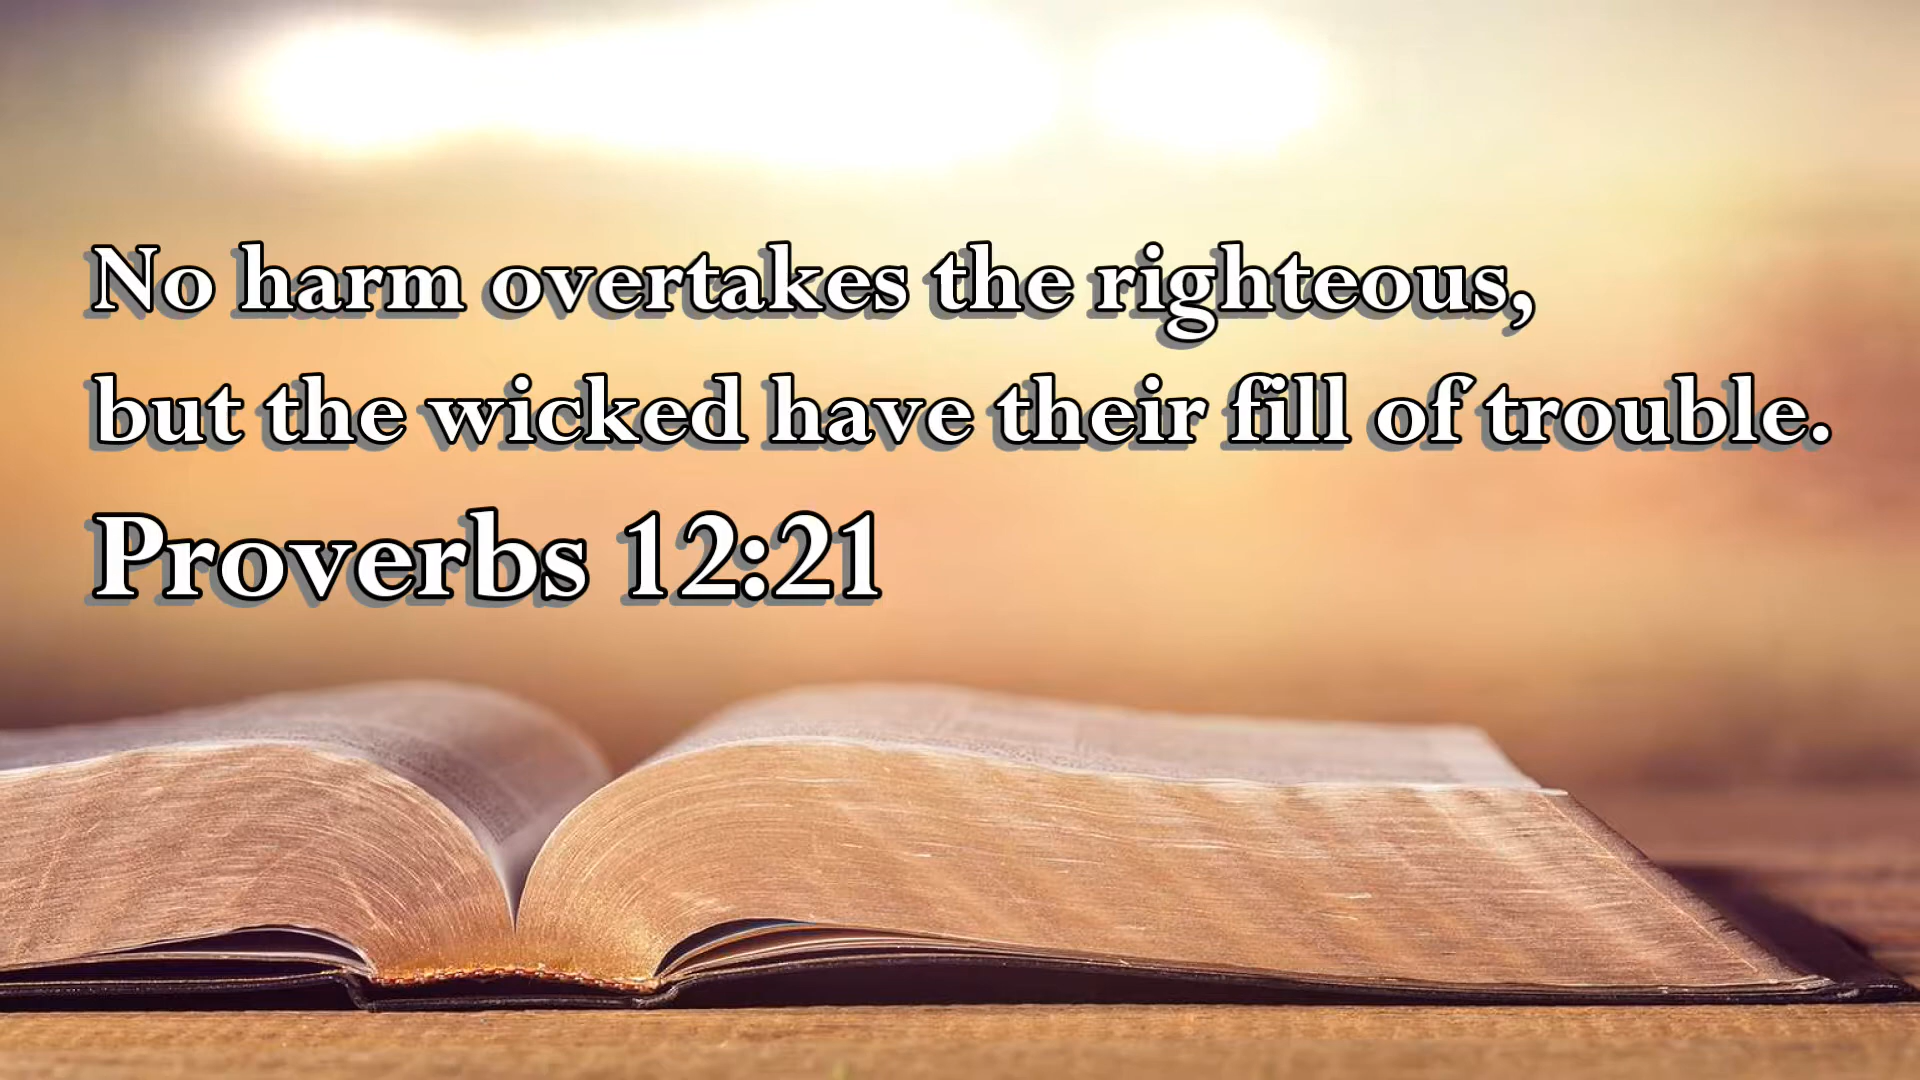 No harm overtakes the righteous,
but the wicked have their fill of trouble.
Proverbs 12:21